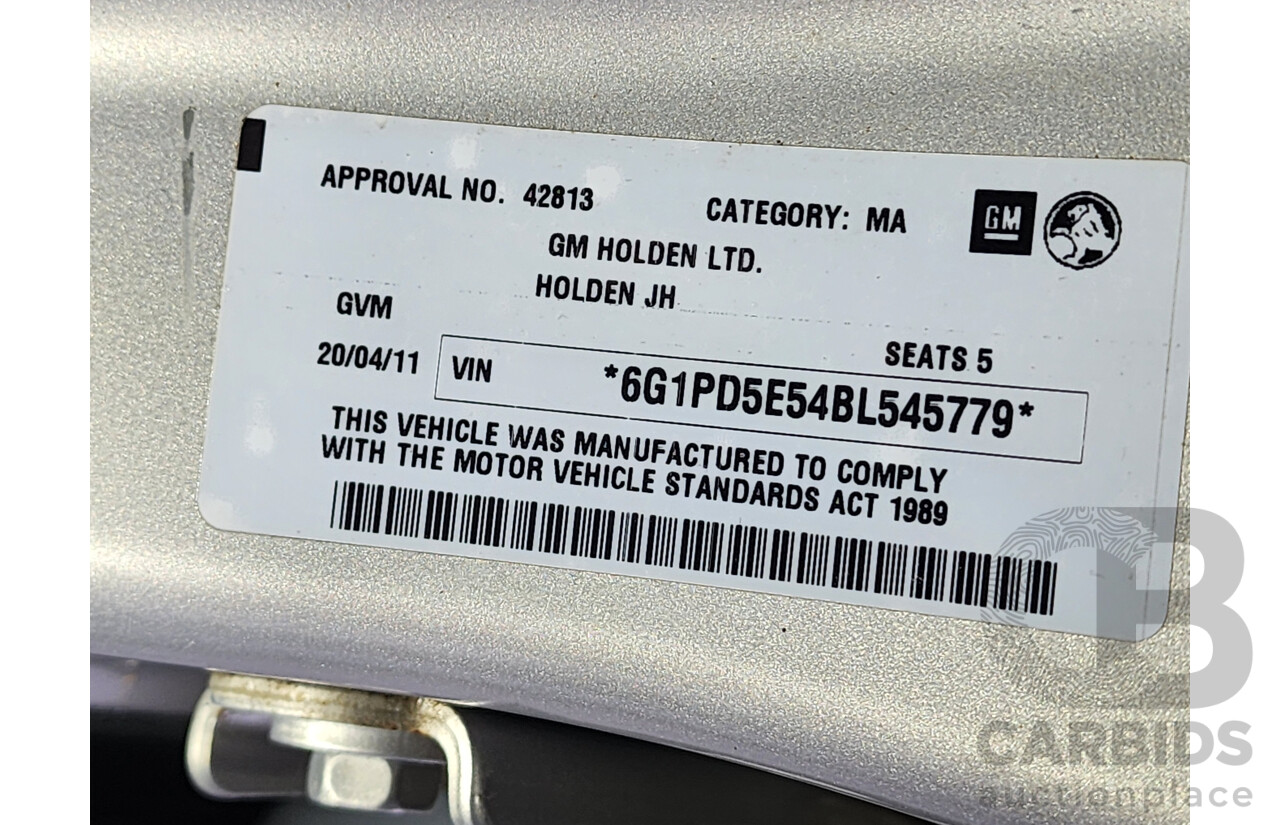 APPROVAL NO. 42813 CATEGORY: MA GM
GM HOLDEN LTD.
HOLDEN JH
GVM
SEATS 5
20/04/11 VIN *6G1PD5E54BL545779*
THIS VEHICLE WAS MANUFACTURED TO COMPLY
WITH THE MOTOR VEHICLE STANDARDS ACT 1989
CARBIDS
auctionplace